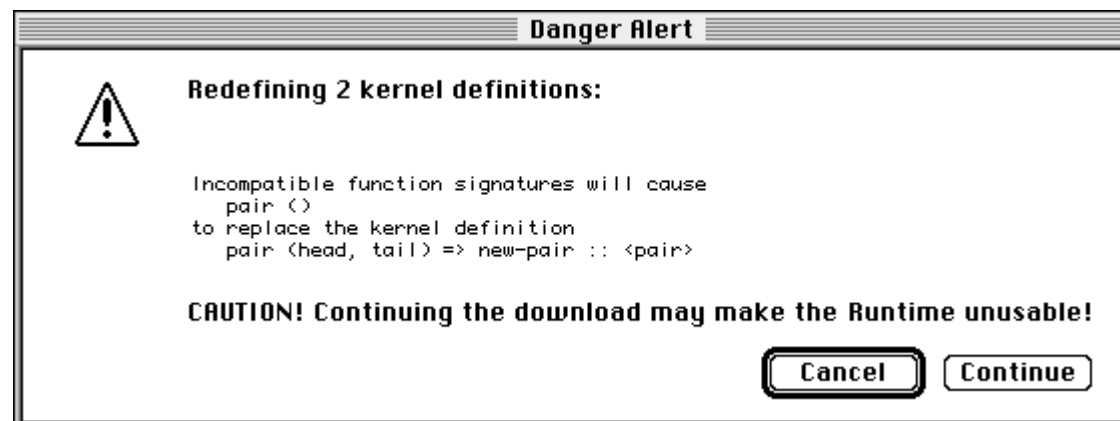 Danger Alert
Redefining 2 kernel definitions:
Incompatible function signatures will cause
pair ()
to replace the kernel definition
pair (head, tail) => new-pair :: <pair>
CAUTION! Continuing the download may make the Runtime unusable!
Cancel Continue